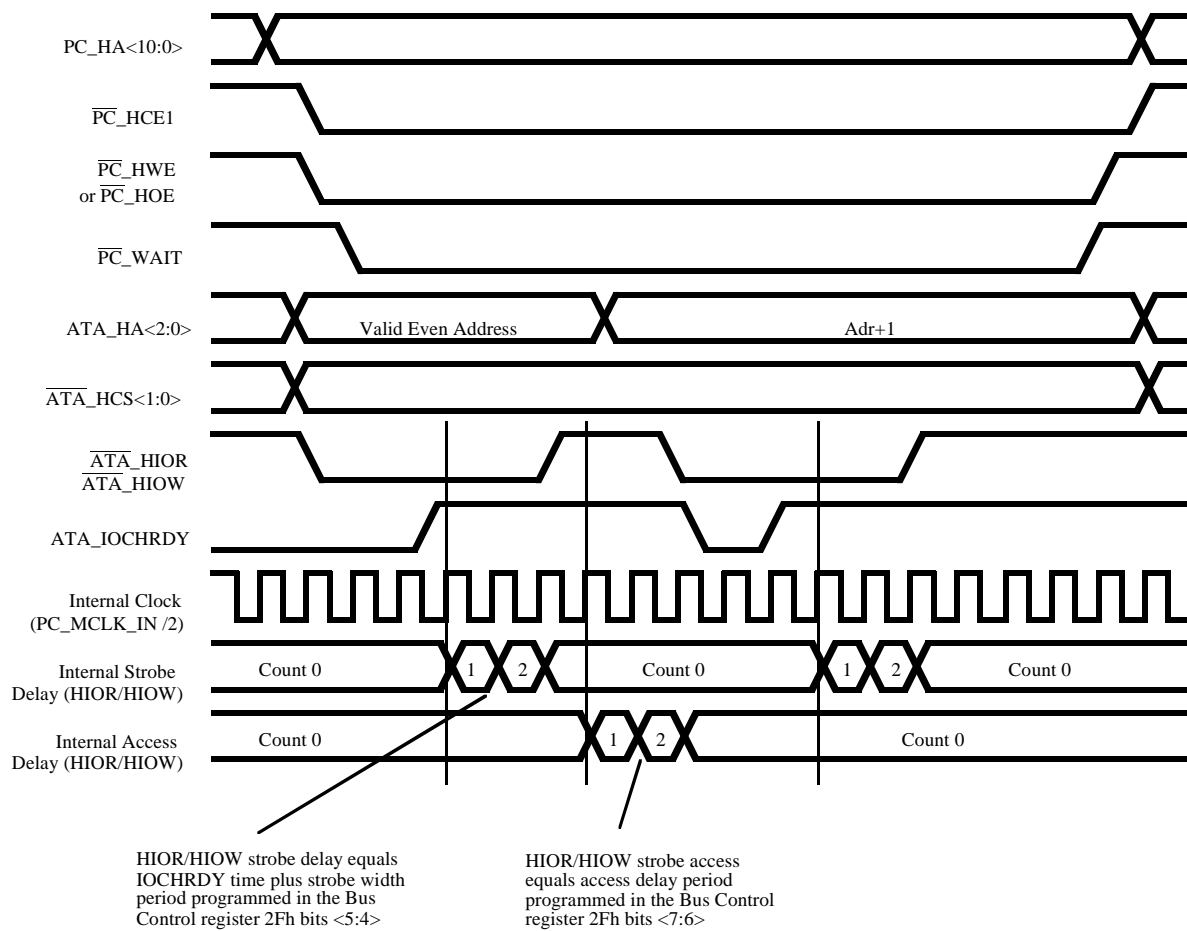 PC_HA<10:0>
PC_HCE1
PC_HWE
or PC_HOE
PC_WAIT
ATA_HA<2:0>
Valid Even Address
Adr+1
ATA_HCS<1:0>
ATA_HIOR
ATA_HIOW
ATA_IOCHRDY
Internal Clock
(PC_MCLK_IN /2)
Internal Strobe
Delay (HIOR/HIOW)
Count 0
1
2
Count 0
1
2
Count 0
Internal Access
Delay (HIOR/HIOW)
Count 0
1
2
Count 0
HIOR/HIOW strobe delay equals
IOCHRDY time plus strobe width
period programmed in the Bus
Control register 2Fh bits <5:4>
HIOR/HIOW strobe access
equals access delay period
programmed in the Bus Control
register 2Fh bits <7:6>